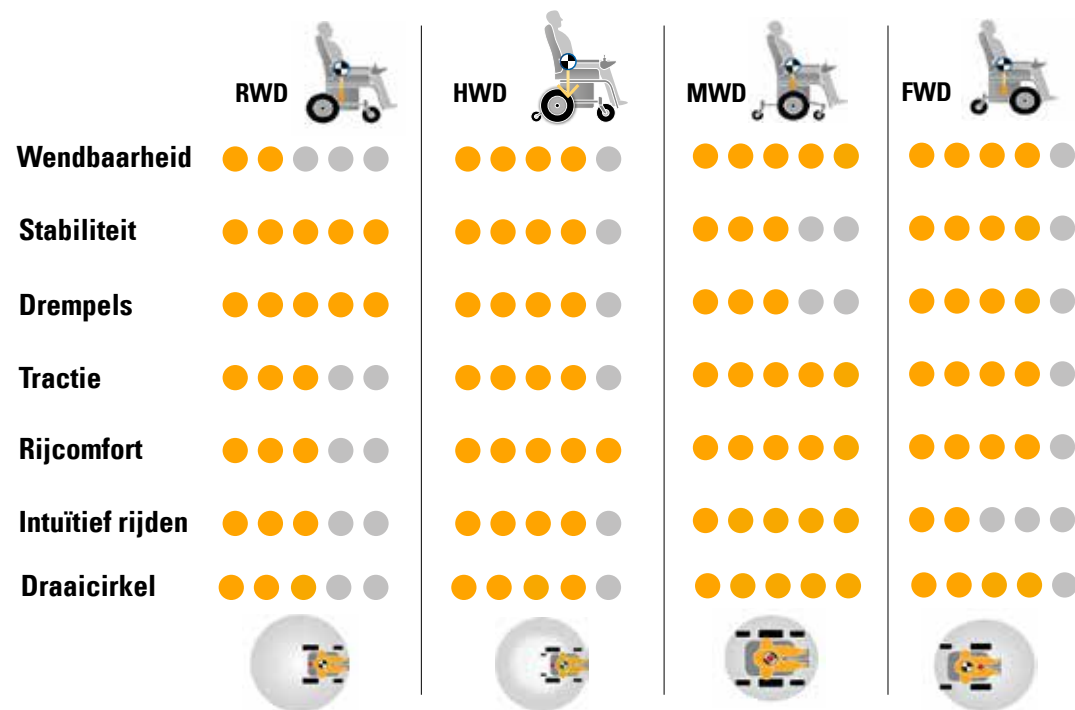 RWD HWD MWD FWD
Wendbaarheid
Stabiliteit
Drempels
Tractie
Rijcomfort
Intuïtief rijden
Draaicirkel